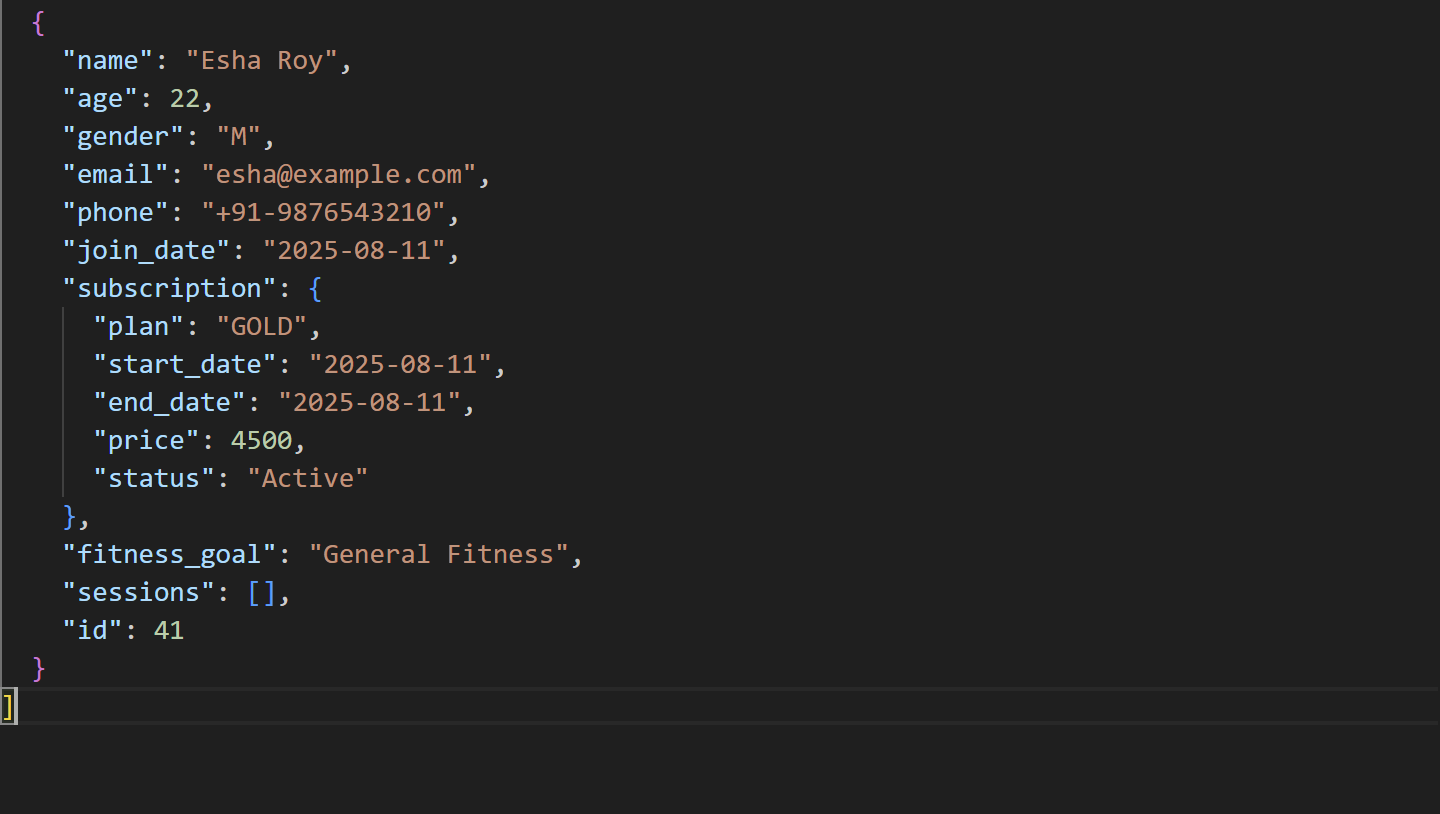 {
"name": "Esha Roy",
"age": 22,
"gender": "M",
"email": "esha@example.com",
"phone": "+91-9876543210",
"join_date": "2025-08-11",
"subscription": {
"plan": "GOLD",
"start_date": "2025-08-11",
"end_date": "2025-08-11",
"price": 4500,
"status": "Active"
},
"fitness_goal": "General Fitness",
"sessions": [],
"id": 41
}
]